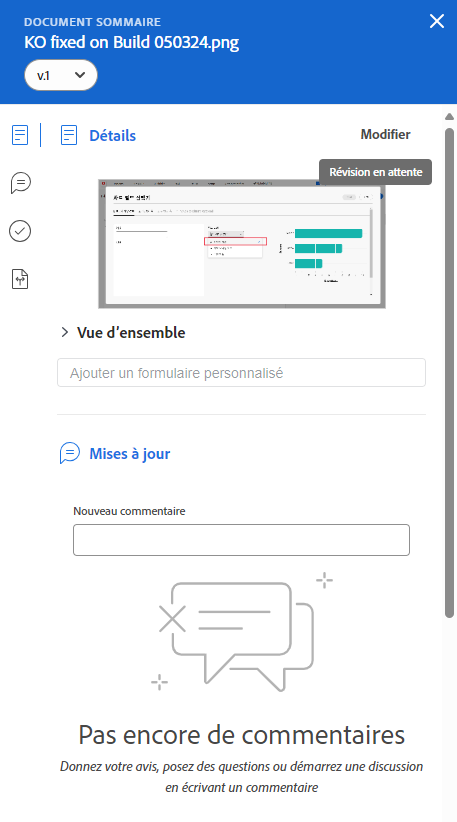 DOCUMENT SOMMAIRE
KO fixed on Build 050324.png
v.1
Détails
Modifier
Révision en attente
Vue d’ensemble
Ajouter un formulaire personnalisé
Mises à jour
Nouveau commentaire
Pas encore de commentaires
Donnez votre avis, posez des questions ou démarrez une discussion
en écrivant un commentaire